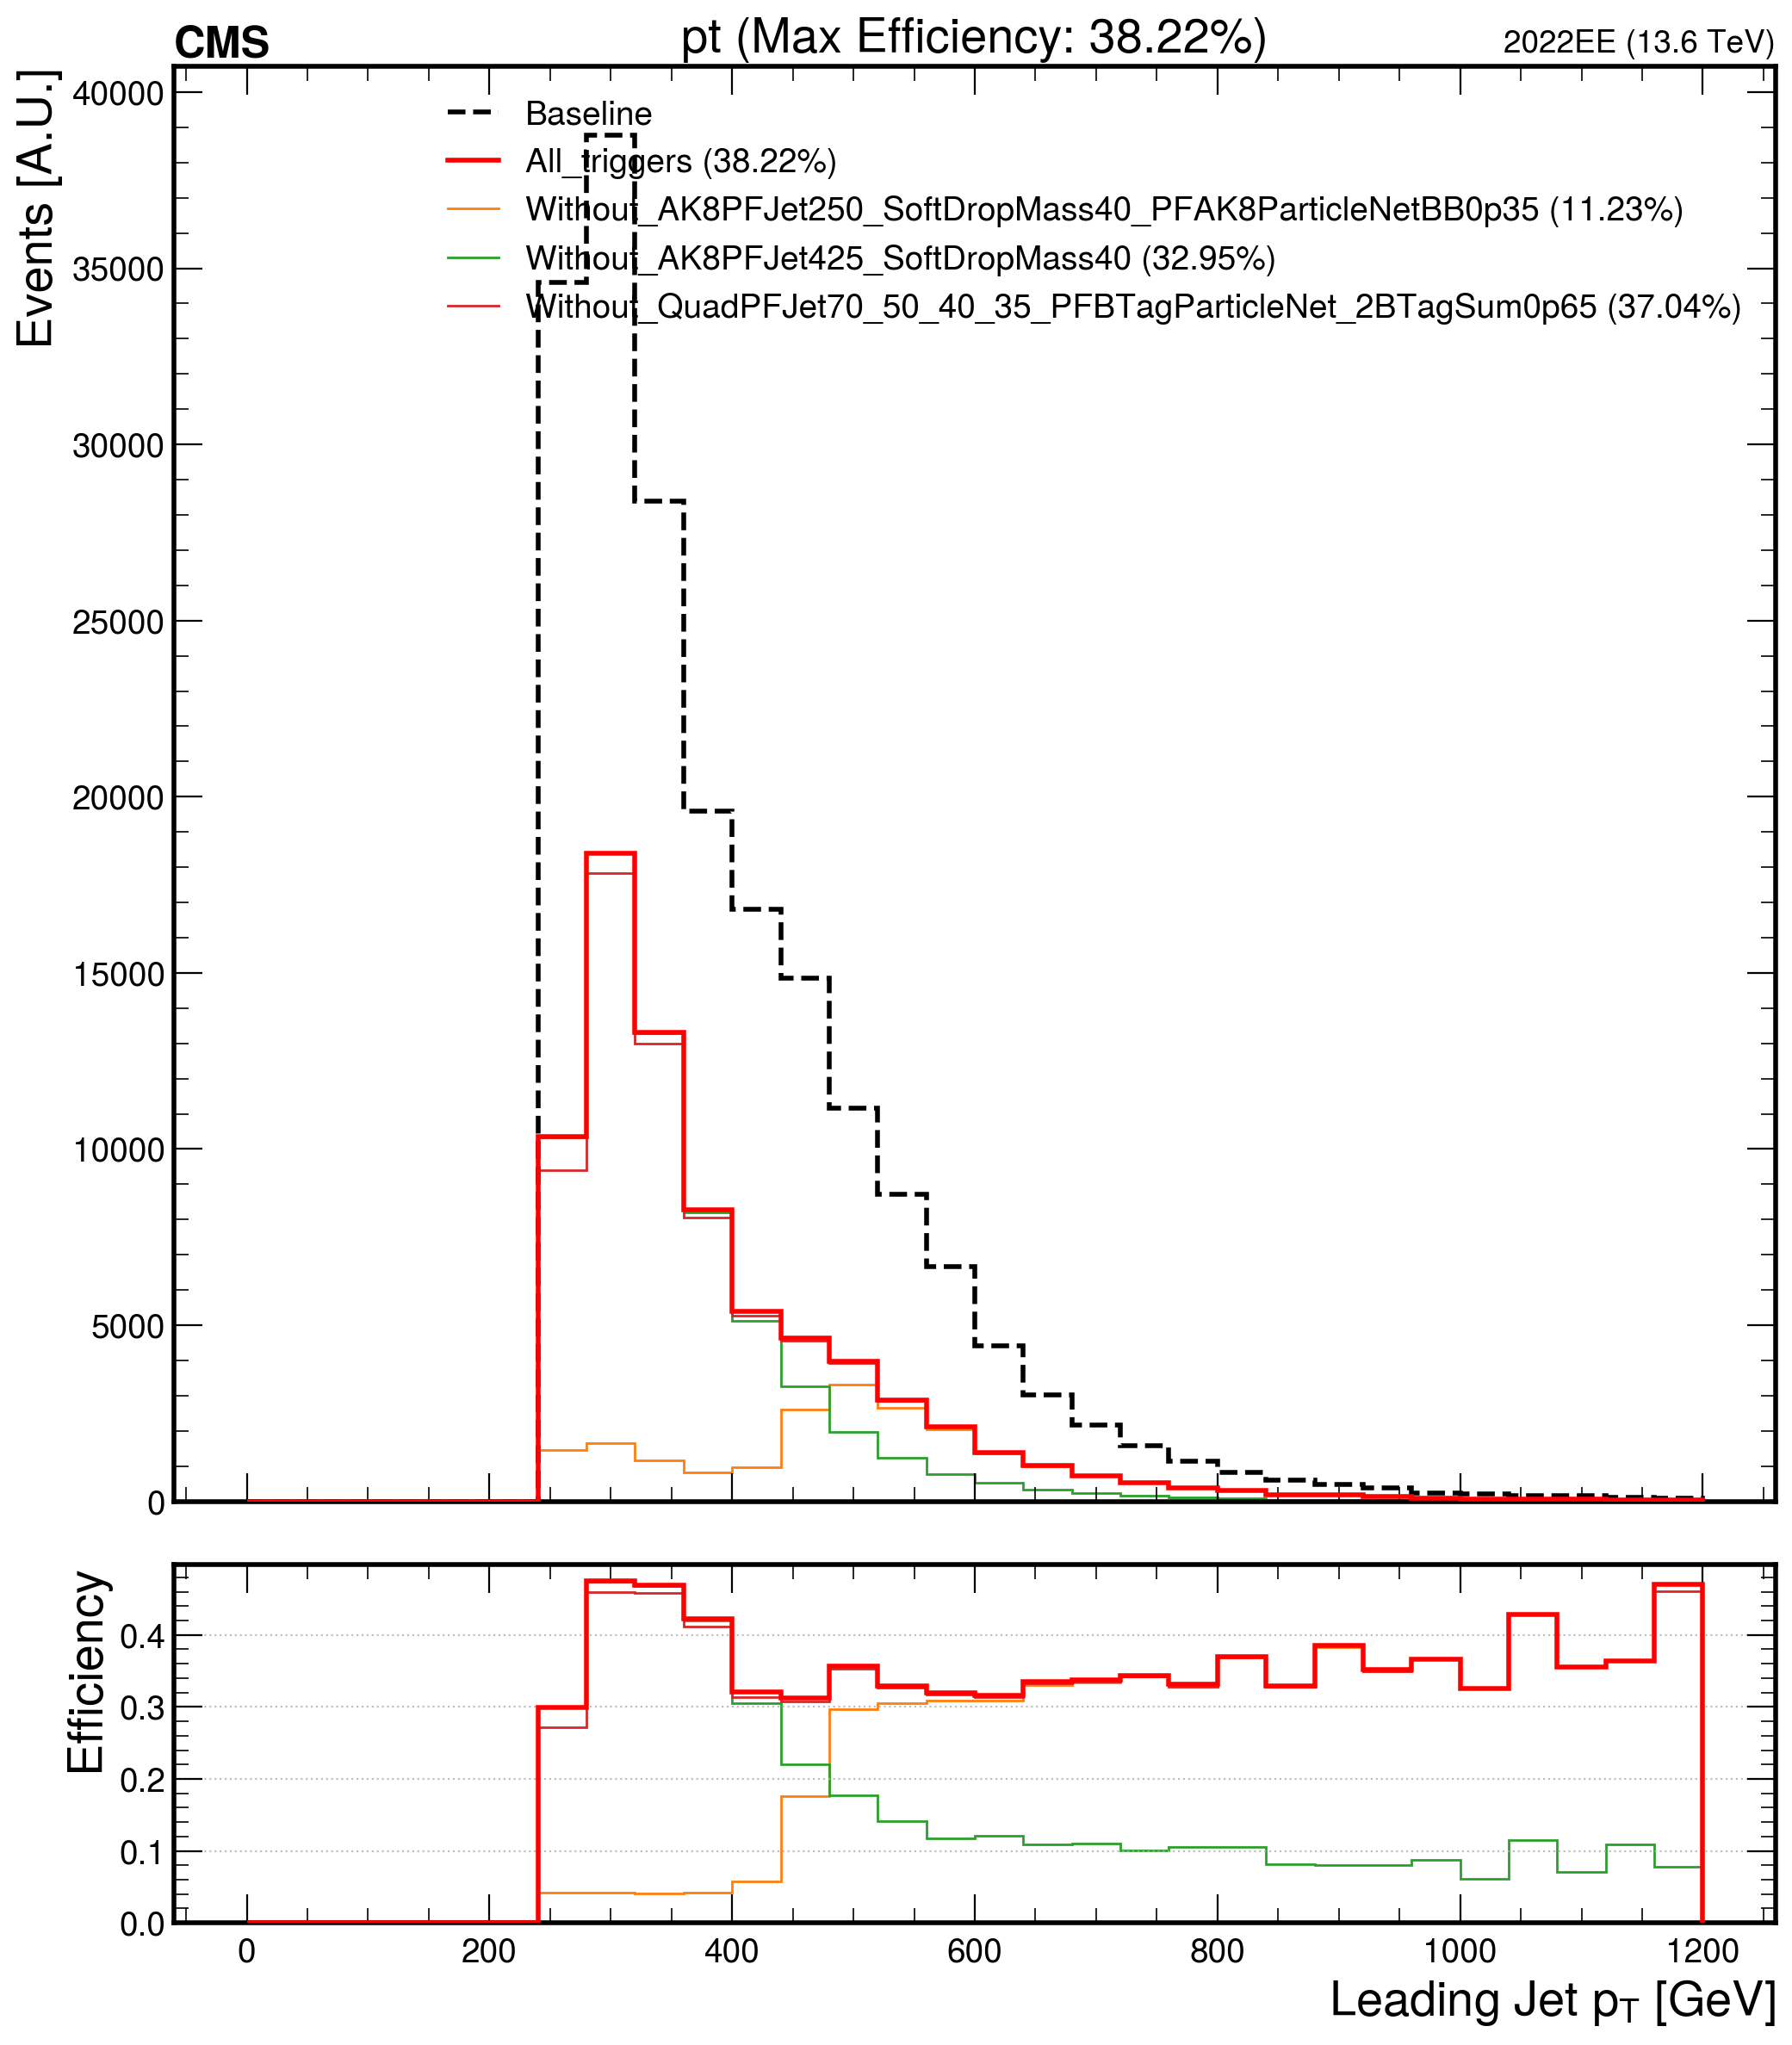 CMS pt (Max Efficiency: 38.22%) 2022EE (13.6 TeV)
Events [A.U.]
40000
35000
30000
25000
20000
15000
10000
5000
0
Baseline
All_triggers (38.22%)
Without_AK8PFJet250_SoftDropMass40_PFAK8ParticleNetBB0p35 (11.23%)
Without_AK8PFJet425_SoftDropMass40 (32.95%)
Without_QuadPFJet70_50_40_35_PFBTagParticleNet_2BTagSum0p65 (37.04%)
Efficiency
0.4
0.3
0.2
0.1
0.0
0 200 400 600 800 1000 1200
Leading Jet pT [GeV]